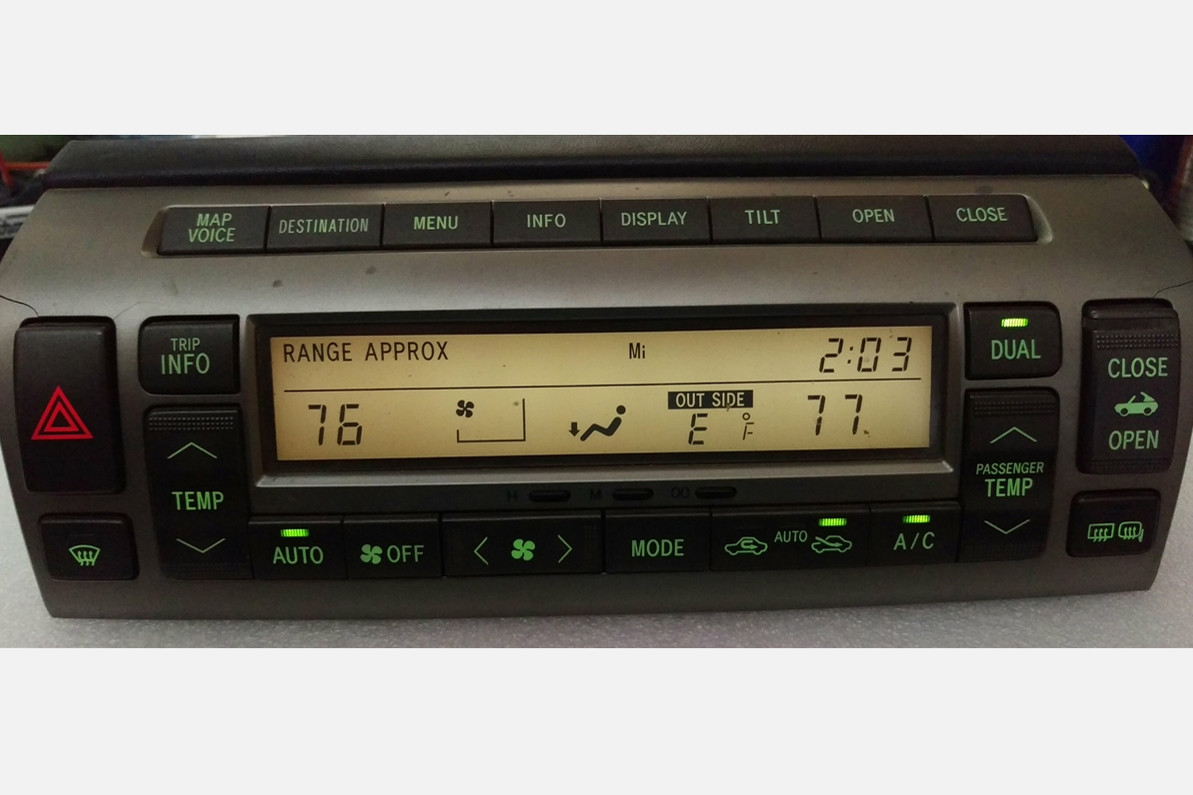 MAP
VOICE
DESTINATION
MENU
INFO
DISPLAY
TILT
OPEN
CLOSE
TRIP
INFO
RANGE APPROX
Mi
2:03
DUAL
CLOSE
OPEN
76
OUT SIDE
E °F
77
TEMP
PASSENGER
TEMP
H
M
:00
AUTO
OFF
MODE
AUTO
A/C